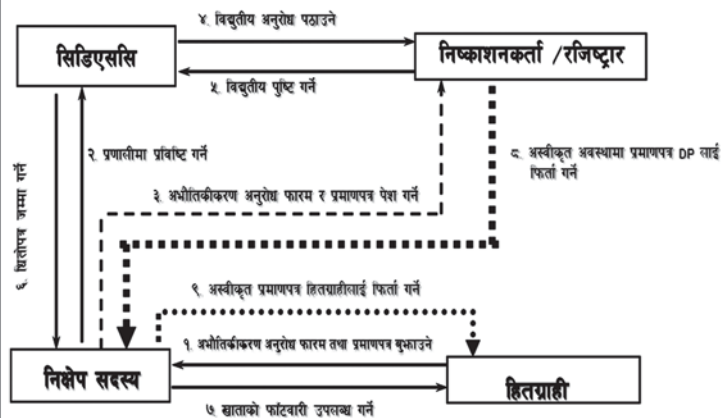 ४. विद्युतीय अनुरोध पठाउने
सिडिएससि
निष्काशनकर्ता /रजिष्ट्रार
५. विद्युतीय पुष्टि गर्ने
२. प्रणालीमा प्रविष्टि गर्ने
८. अस्वीकृत अवस्थामा प्रमाणपत्र DP लाई
फिर्ता गर्ने
३. अभौतिकीकरण अनुरोध फारम र प्रमाणपत्र पेश गर्ने
६. धितोपत्र जम्मा गर्ने
९. अस्वीकृत प्रमाणपत्र हितग्राहीलाई फिर्ता गर्ने
१. अभौतिकीकरण अनुरोध फारम तथा प्रमाणपत्र बुझाउने
निक्षेप सदस्य
हितग्राही
७. खाताको फाँटवारी उपलब्ध गर्ने